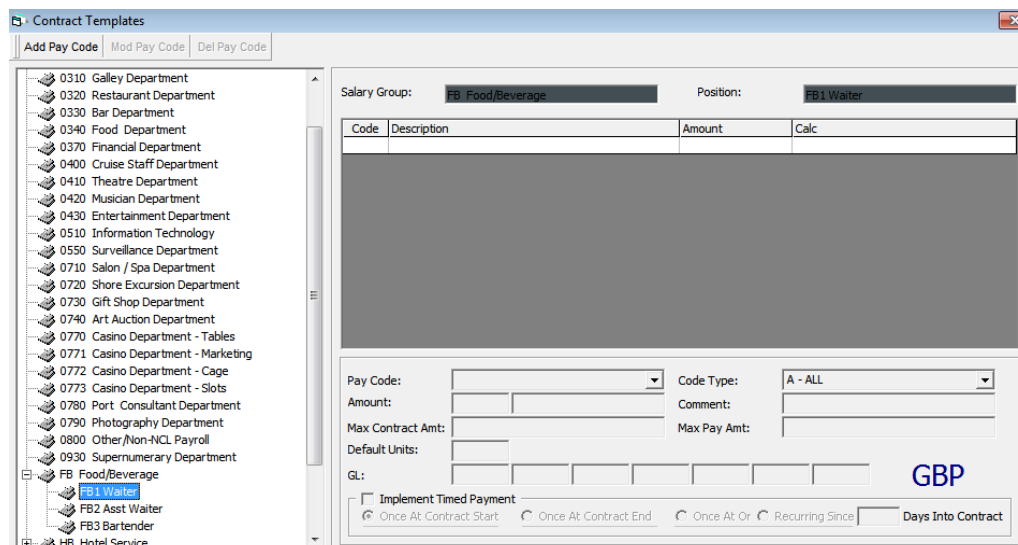 Contract Templates
Add Pay Code Mod Pay Code Del Pay Code
0310 Galley Department
0320 Restaurant Department
0330 Bar Department
0340 Food Department
0370 Financial Department
0400 Cruise Staff Department
0410 Theatre Department
0420 Musician Department
0430 Entertainment Department
0510 Information Technology
0550 Surveillance Department
0710 Salon / Spa Department
0720 Shore Excursion Department
0730 Gift Shop Department
0740 Art Auction Department
0770 Casino Department - Tables
0771 Casino Department - Marketing
0772 Casino Department - Cage
0773 Casino Department - Slots
0780 Port Consultant Department
0790 Photography Department
0800 Other/Non-NCL Payroll
0930 Supernumerary Department
FB Food/Beverage
FB1 Waiter
FB2 Asst Waiter
FB3 Bartender
HB Hotel Service
Salary Group: FB Food/Beverage Position: FB1 Waiter
Code Description Amount Calc
Pay Code: Code Type: A - ALL
Amount: Comment:
Max Contract Amt: Max Pay Amt:
Default Units:
GL:
GBP
Implement Timed Payment
Once At Contract Start Once At Contract End Once At Or Recurring Since Days Into Contract